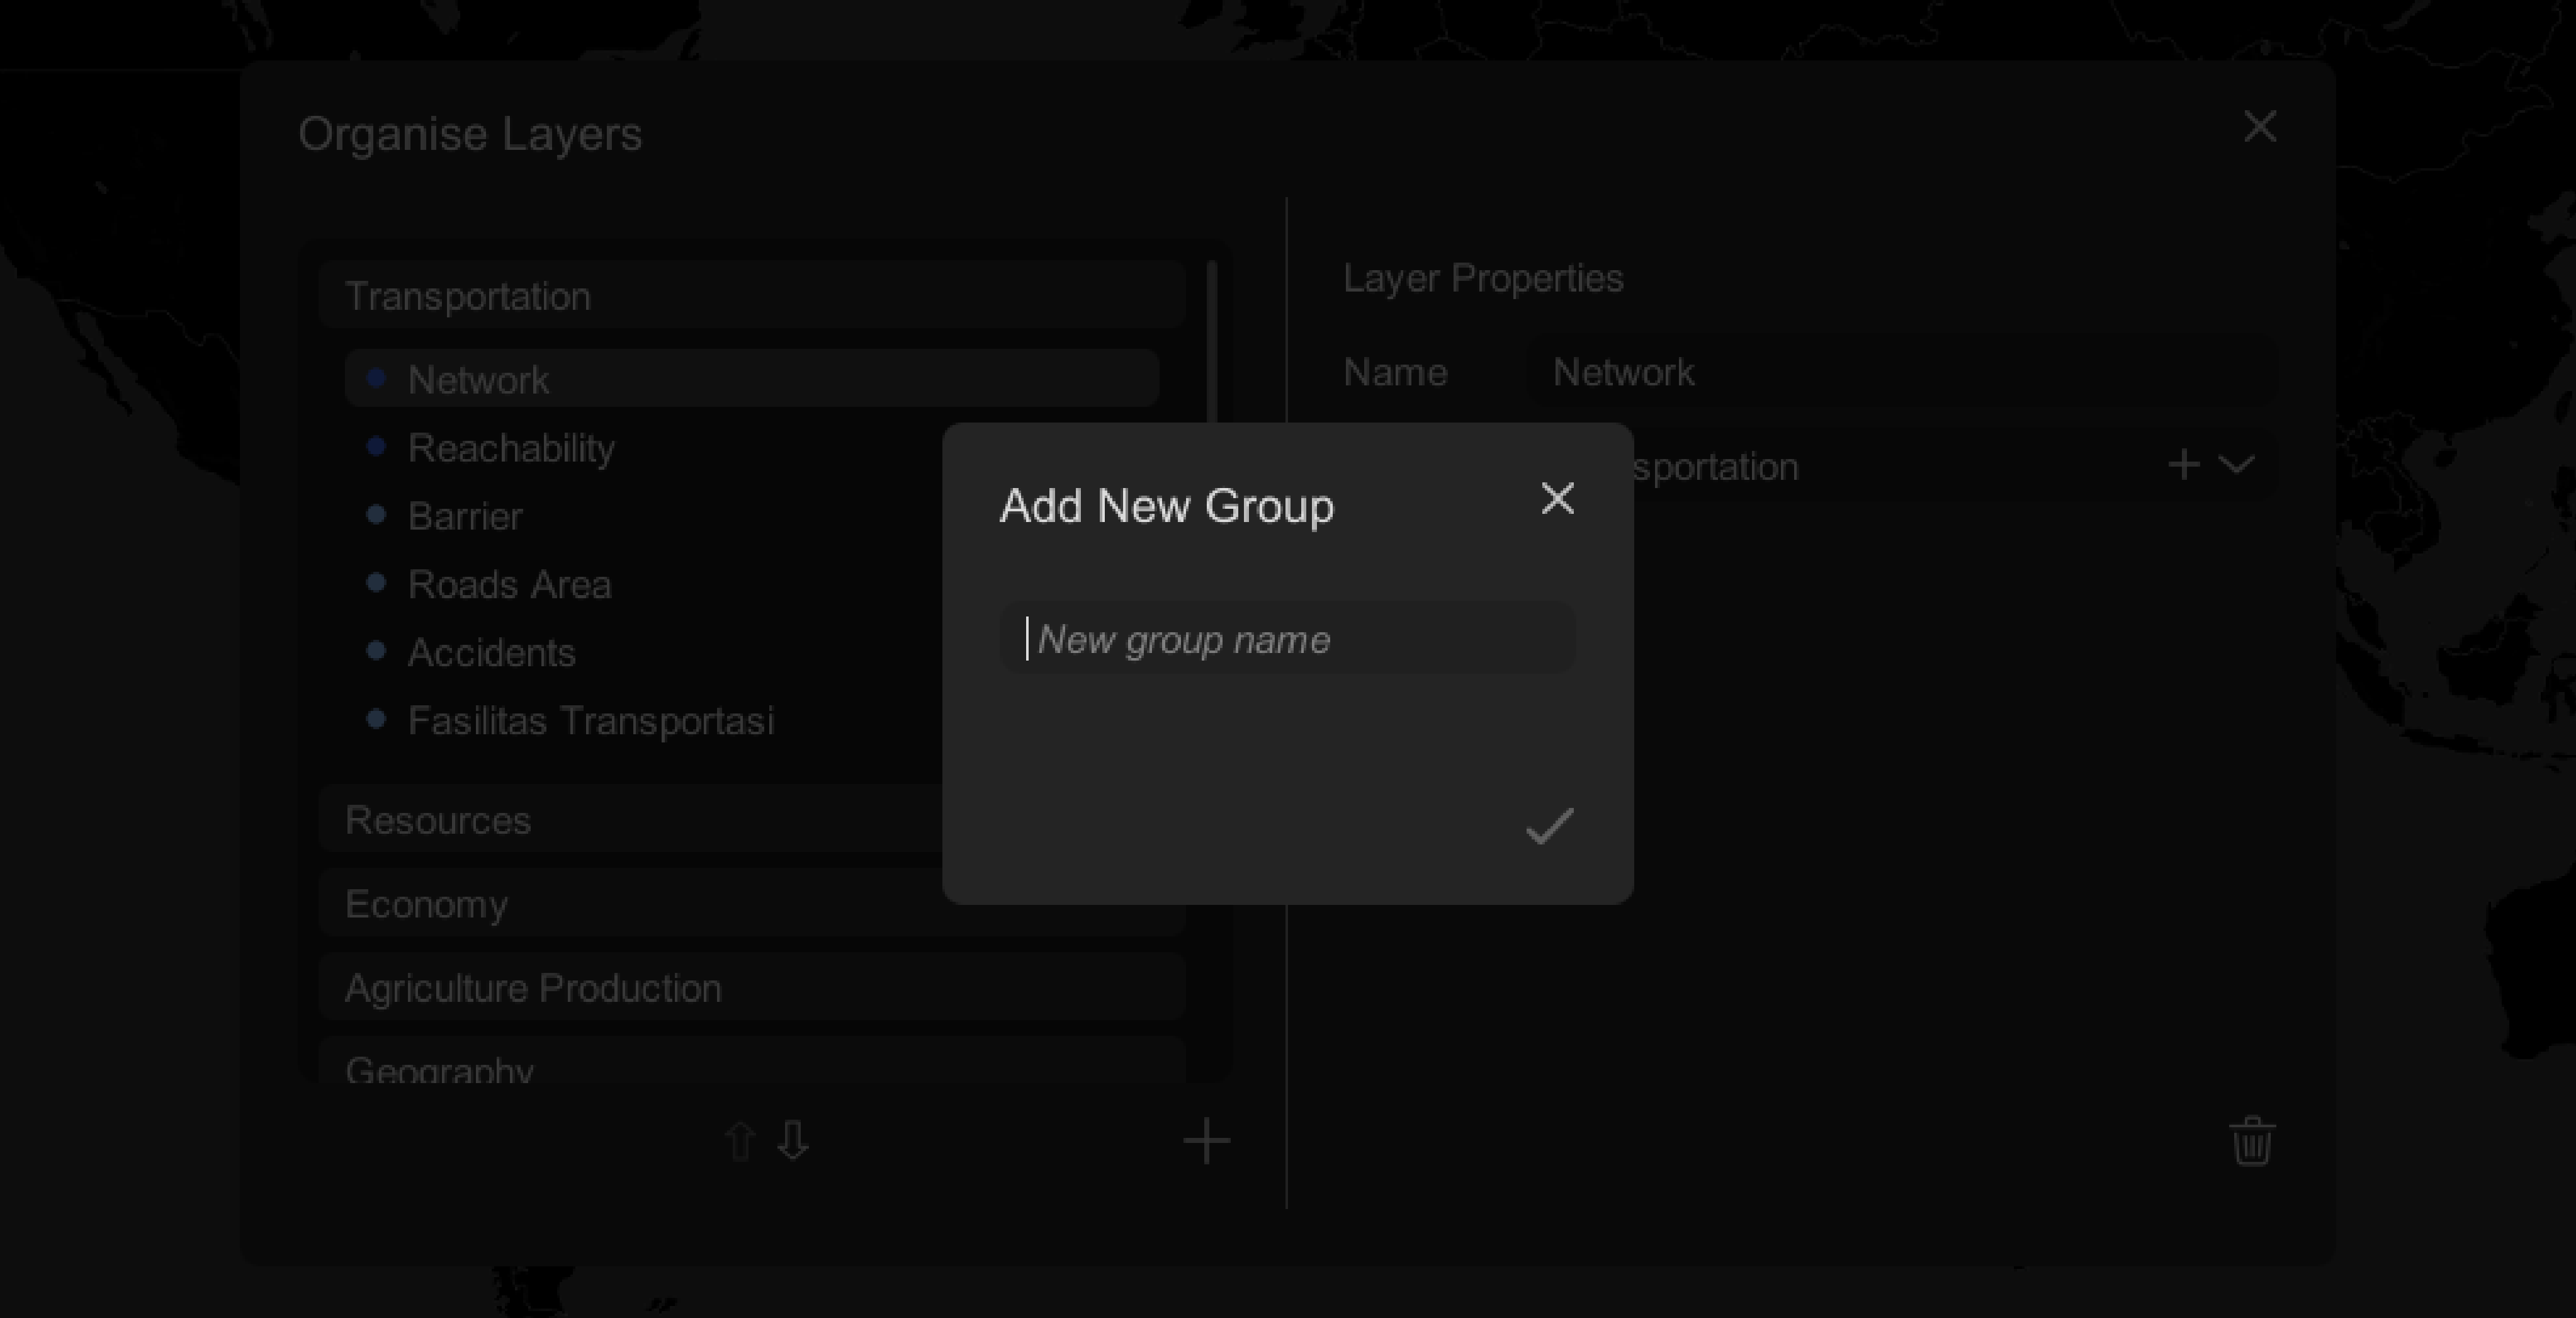 Organise Layers
Transportation
Network
Reachability
Barrier
Roads Area
Accidents
Fasilitas Transportasi
Resources
Economy
Agriculture Production
Geography
Layer Properties
Name Network
sportation
Add New Group
New group name